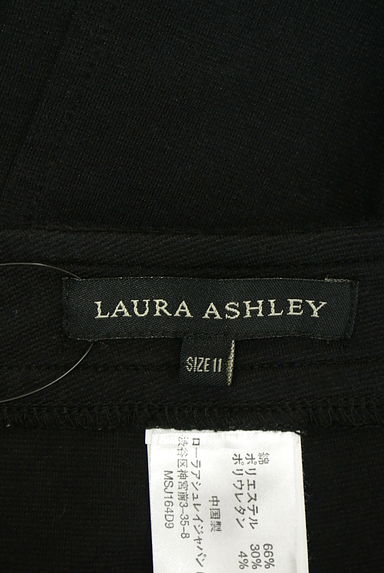 LAURA ASHLEY
SIZE 11
綿 66%
ポリエステル 30%
ポリウレタン 4%
中国製
ローラアシュレイジャパン(
渋谷区神宮前3-35-8
MSJ164D9